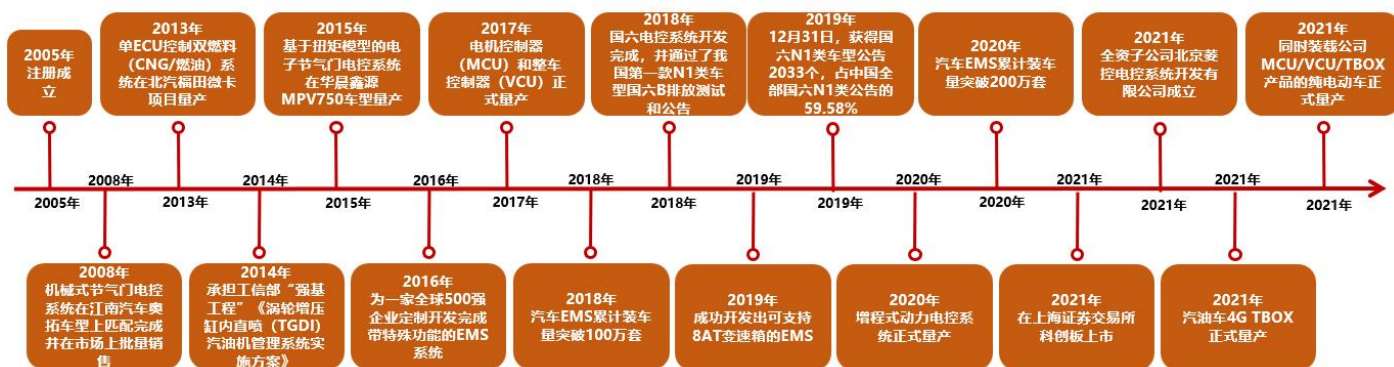 2005年
注册成
立
2013年
单ECU控制双燃料
(CNG/燃油)系
统在北汽福田微卡
项目量产
2015年
基于扭矩模型的电
子节气门电控系统
在华晨鑫源
MPV750车型量产
2017年
电机控制器
(MCU)和整车
控制器(VCU)正
式量产
2018年
国六电控系统开发
完成，并通过了我
国第一款N1类车
型国六B排放测试
和公告
2019年
12月31日，获得国
六N1类车型公告
2033个，占中国全
部国六N1类公告的
59.58%
2020年
汽车EMS累计装车
量突破200万套
2021年
全资子公司北京菱
控电控系统开发有
限公司成立
2021年
同时装载公司
MCU/VCU/TBOX
产品的纯电动车正
式量产
2008年
2014年
2016年
2018年
2019年
2020年
2021年
2021年
2005年
2013年
2015年
2017年
2018年
2019年
2020年
2021年
2021年
2008年
机械式节气门电控
系统在江南汽车奥
拓车型上匹配完成
并在市场上批量销
售
2014年
承担工信部“强基
工程”《涡轮增压
缸内直喷（TGDI）
汽油机管理系统实
施方案》
2016年
为一家全球500强
企业定制开发完成
带特殊功能的EMS
系统
2018年
汽车EMS累计装车
量突破100万套
2019年
成功开发出可支持
8AT变速箱的EMS
2020年
增程式动力电控系
统正式量产
2021年
在上海证券交易所
科创板上市
2021年
汽油车4G TBOX
正式量产